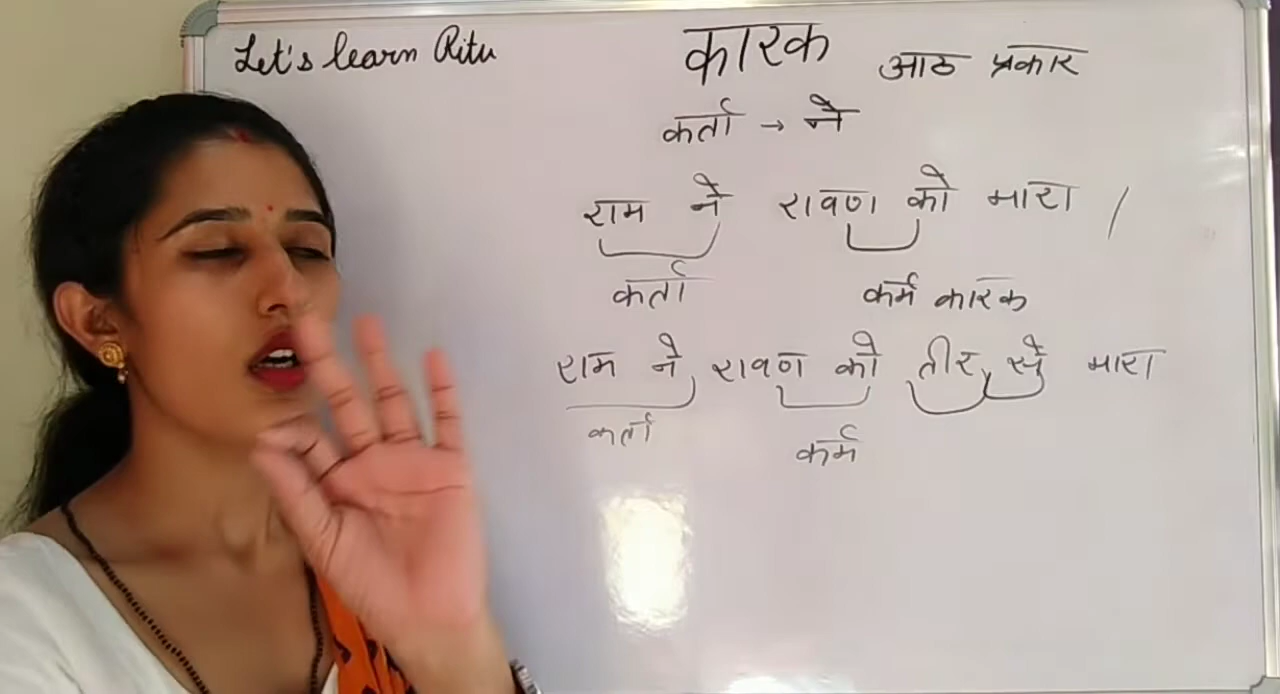 Let's learn Ritu
कारक आठ प्रकार
कर्ता → ने
राम ने रावण को मारा /
कर्ता कर्म कारक
राम ने रावण को तीर से मारा
कर्ता कर्म